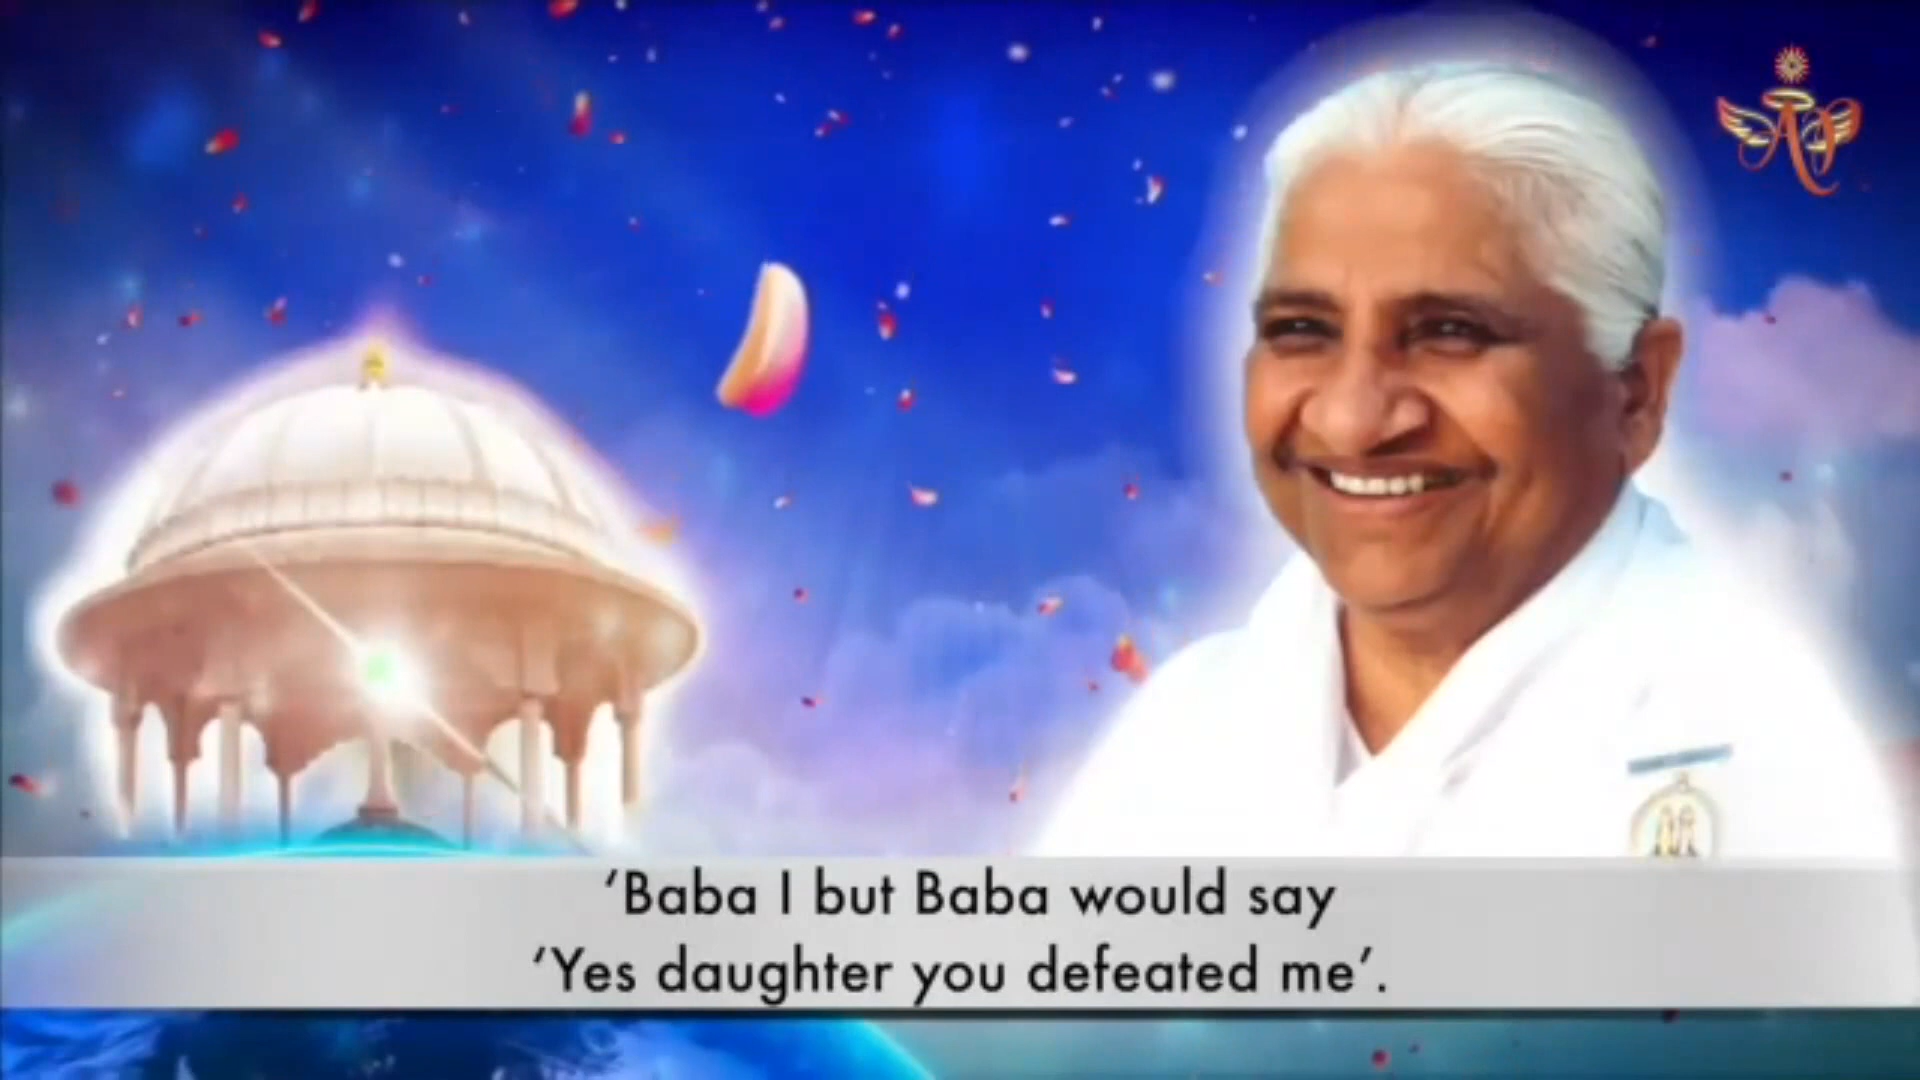 ‘Baba I but Baba would say
‘Yes daughter you defeated me’.